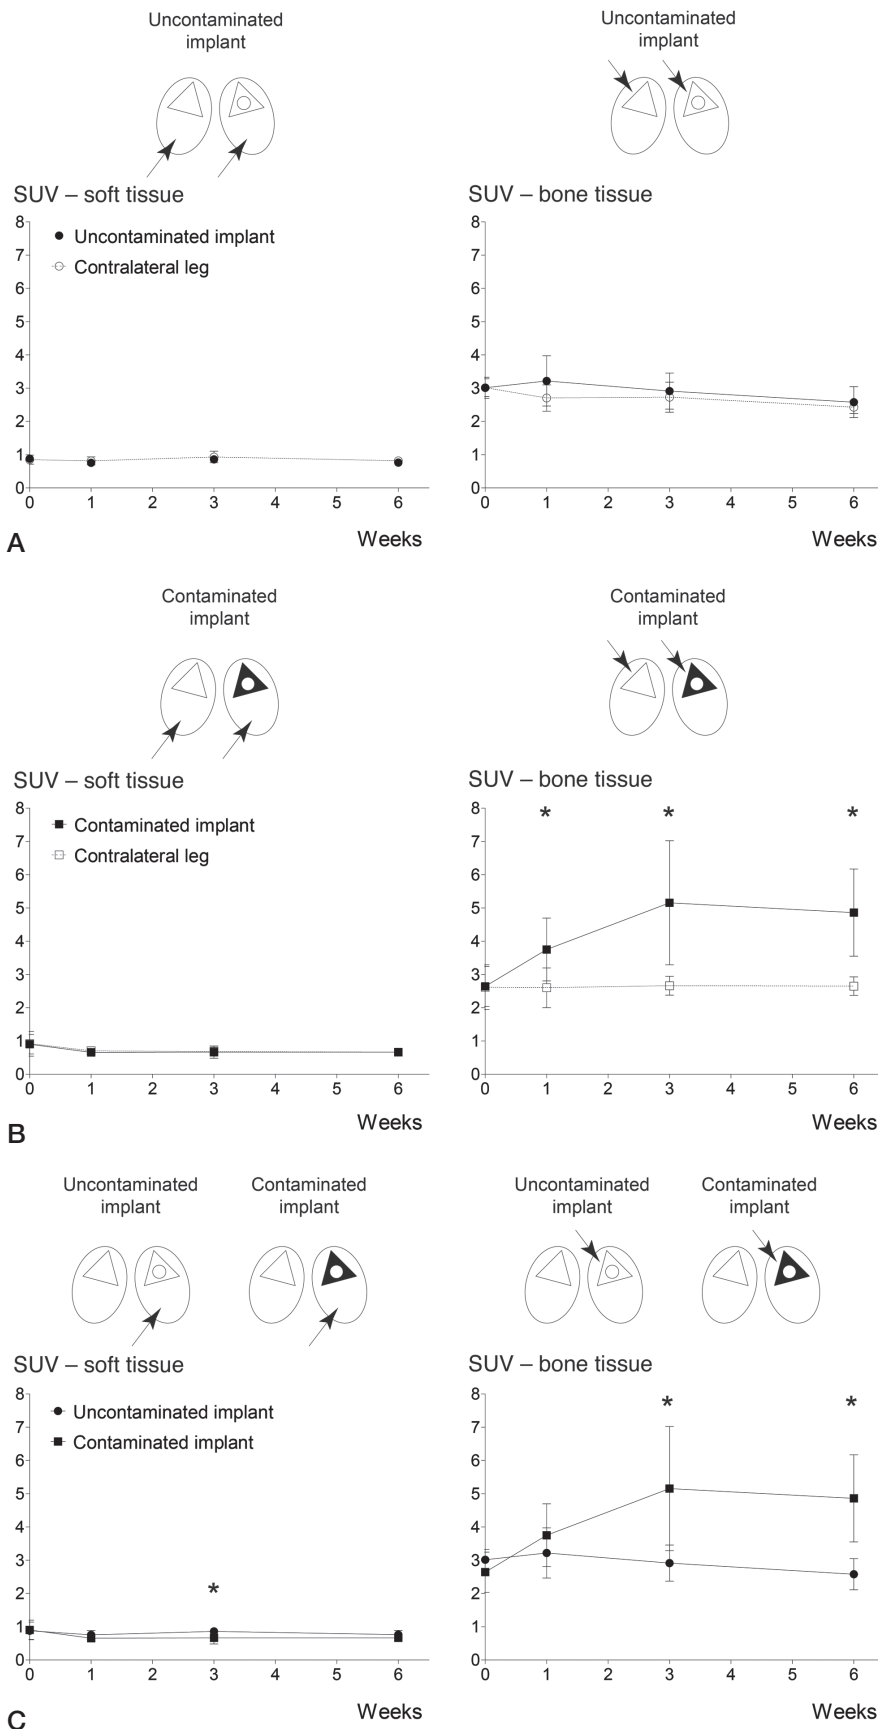 Uncontaminated
implant
Uncontaminated
implant
SUV – soft tissue
8
7
6
5
4
3
2
1
0
● Uncontaminated implant
○ Contralateral leg
0 1 2 3 4 5 6
Weeks
SUV – bone tissue
8
7
6
5
4
3
2
1
0
0 1 2 3 4 5 6
Weeks
A
Contaminated
implant
Contaminated
implant
SUV – soft tissue
8
7
6
5
4
3
2
1
0
■ Contaminated implant
□ Contralateral leg
0 1 2 3 4 5 6
Weeks
SUV – bone tissue
8
7
6
5
4
3
2
1
0
* * *
0 1 2 3 4 5 6
Weeks
B
Uncontaminated
implant
Contaminated
implant
Uncontaminated
implant
Contaminated
implant
SUV – soft tissue
8
7
6
5
4
3
2
1
0
● Uncontaminated implant
■ Contaminated implant
*
0 1 2 3 4 5 6
Weeks
SUV – bone tissue
8
7
6
5
4
3
2
1
0
* *
0 1 2 3 4 5 6
Weeks
C